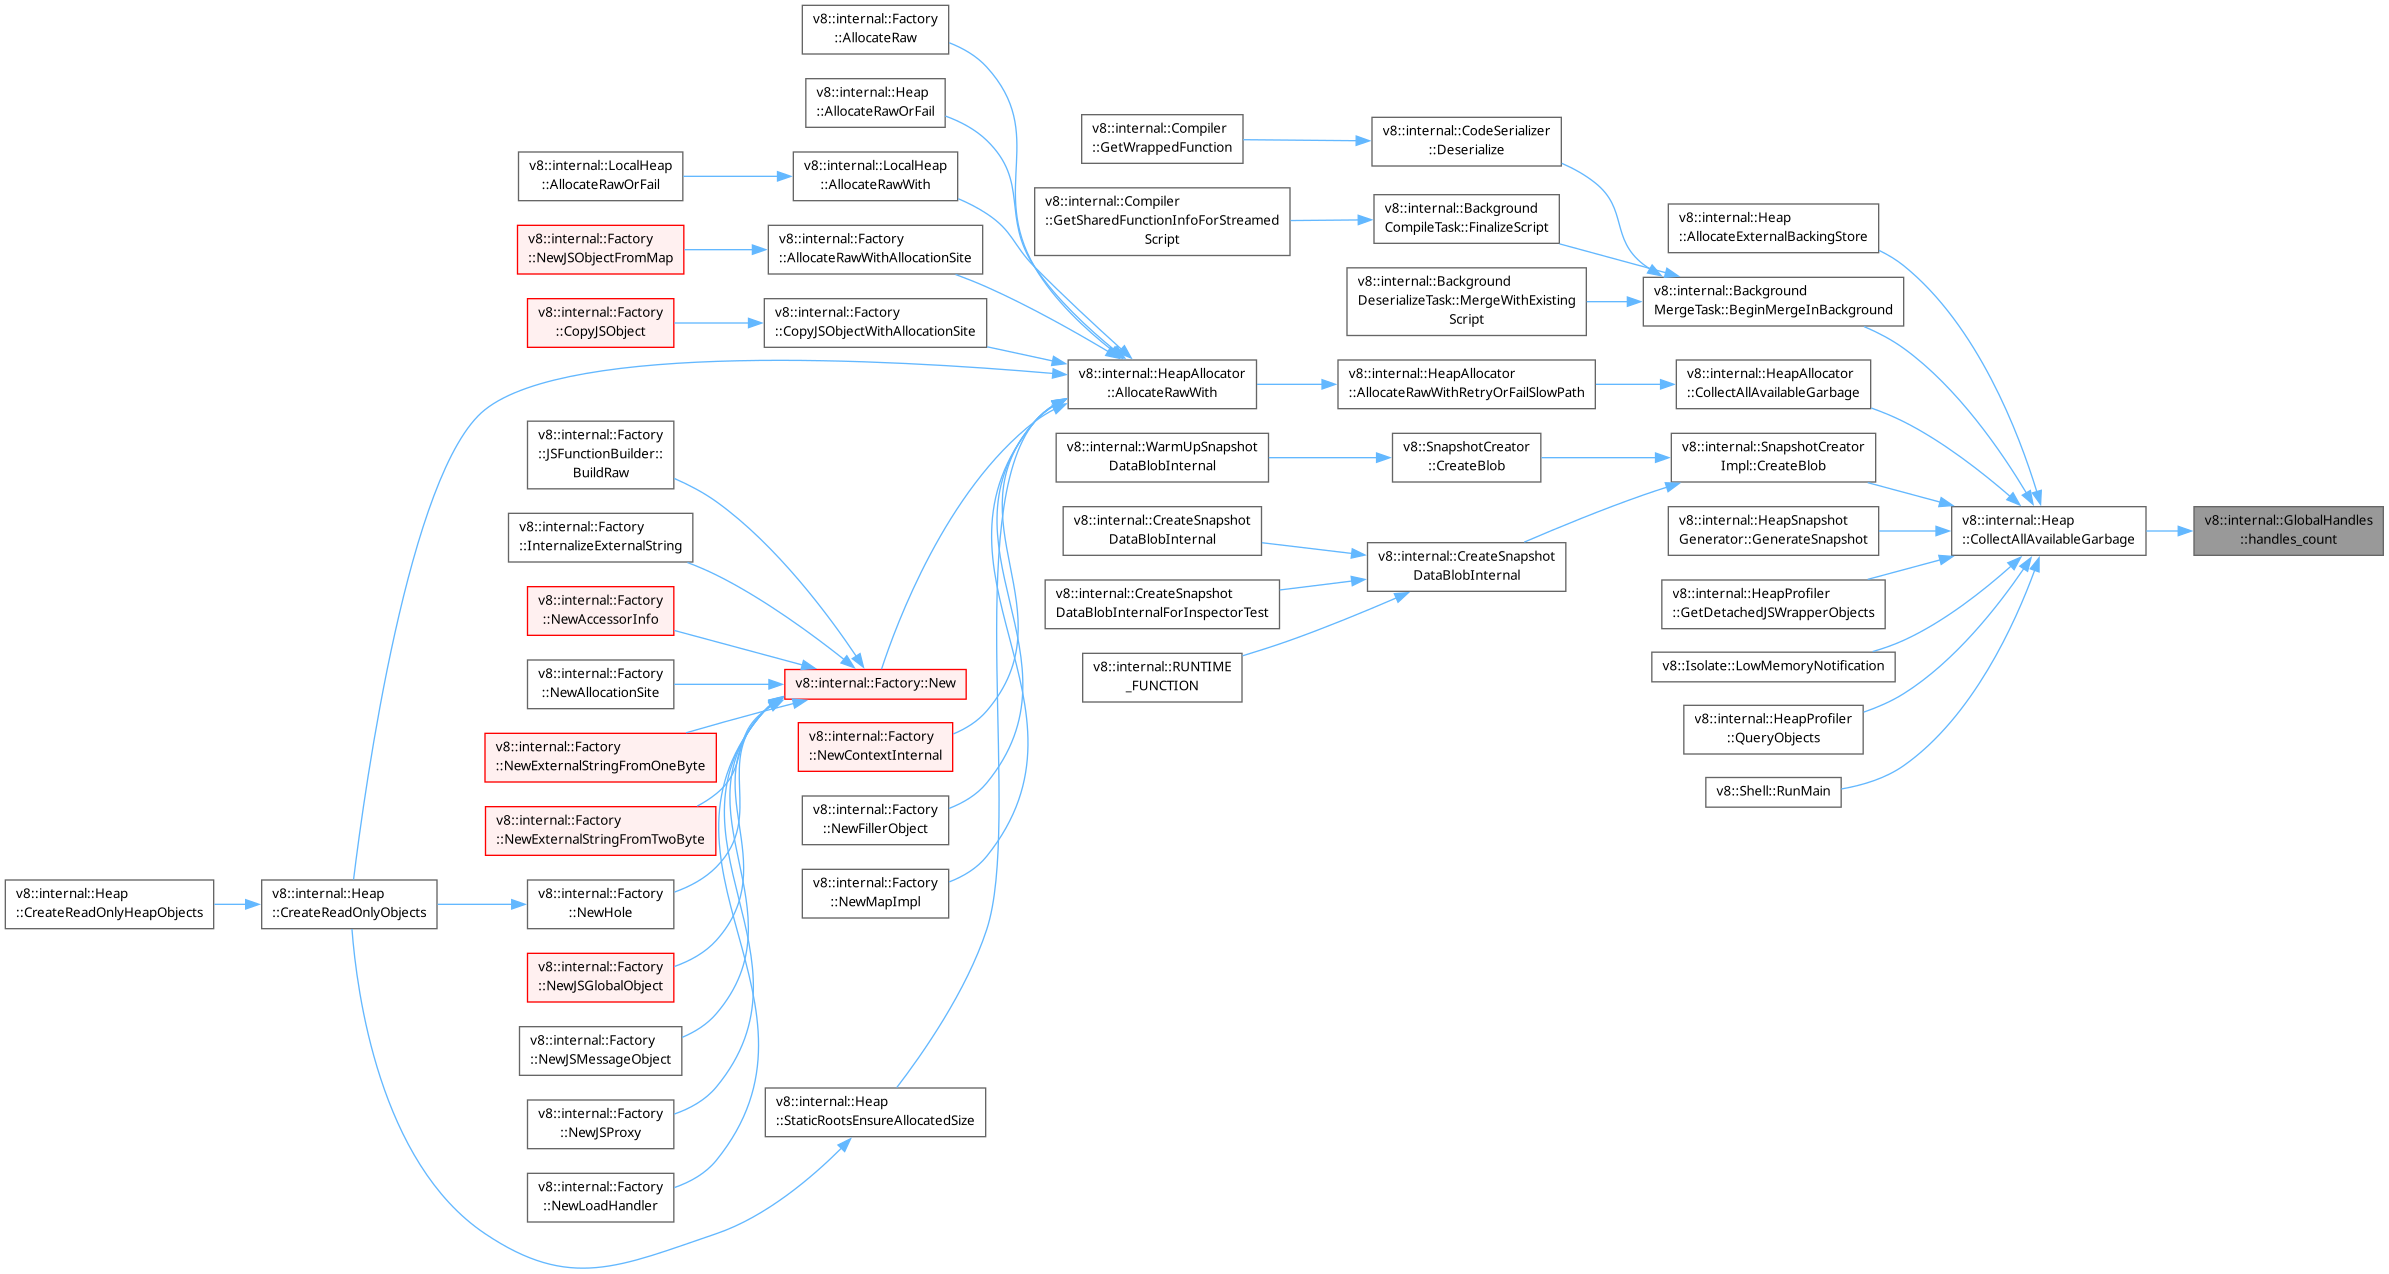 v8::internal::Factory
::AllocateRaw
v8::internal::Heap
::AllocateRawOrFail
v8::internal::LocalHeap
::AllocateRawOrFail
v8::internal::LocalHeap
::AllocateRawWith
v8::internal::Factory
::NewJSObjectFromMap
v8::internal::Factory
::AllocateRawWithAllocationSite
v8::internal::Factory
::CopyJSObject
v8::internal::Factory
::CopyJSObjectWithAllocationSite
v8::internal::Compiler
::GetWrappedFunction
v8::internal::CodeSerializer
::Deserialize
v8::internal::Compiler
::GetSharedFunctionInfoForStreamed
Script
v8::internal::Background
CompileTask::FinalizeScript
v8::internal::Heap
::AllocateExternalBackingStore
v8::internal::Background
DeserializeTask::MergeWithExisting
Script
v8::internal::Background
MergeTask::BeginMergeInBackground
v8::internal::HeapAllocator
::AllocateRawWith
v8::internal::HeapAllocator
::AllocateRawWithRetryOrFailSlowPath
v8::internal::HeapAllocator
::CollectAllAvailableGarbage
v8::internal::WarmUpSnapshot
DataBlobInternal
v8::SnapshotCreator
::CreateBlob
v8::internal::SnapshotCreator
Impl::CreateBlob
v8::internal::CreateSnapshot
DataBlobInternal
v8::internal::HeapSnapshot
Generator::GenerateSnapshot
v8::internal::Heap
::CollectAllAvailableGarbage
v8::internal::GlobalHandles
::handles_count
v8::internal::CreateSnapshot
DataBlobInternalForInspectorTest
v8::internal::CreateSnapshot
DataBlobInternal
v8::internal::HeapProfiler
::GetDetachedJSWrapperObjects
v8::internal::RUNTIME
_FUNCTION
v8::Isolate::LowMemoryNotification
v8::internal::HeapProfiler
::QueryObjects
v8::Shell::RunMain
v8::internal::Factory
::JSFunctionBuilder::
BuildRaw
v8::internal::Factory
::InternalizeExternalString
v8::internal::Factory
::NewAccessorInfo
v8::internal::Factory
::NewAllocationSite
v8::internal::Factory::New
v8::internal::Factory
::NewExternalStringFromOneByte
v8::internal::Factory
::NewContextInternal
v8::internal::Factory
::NewExternalStringFromTwoByte
v8::internal::Factory
::NewFillerObject
v8::internal::Heap
::CreateReadOnlyHeapObjects
v8::internal::Heap
::CreateReadOnlyObjects
v8::internal::Factory
::NewHole
v8::internal::Factory
::NewMapImpl
v8::internal::Factory
::NewJSGlobalObject
v8::internal::Factory
::NewJSMessageObject
v8::internal::Factory
::NewJSProxy
v8::internal::Heap
::StaticRootsEnsureAllocatedSize
v8::internal::Factory
::NewLoadHandler